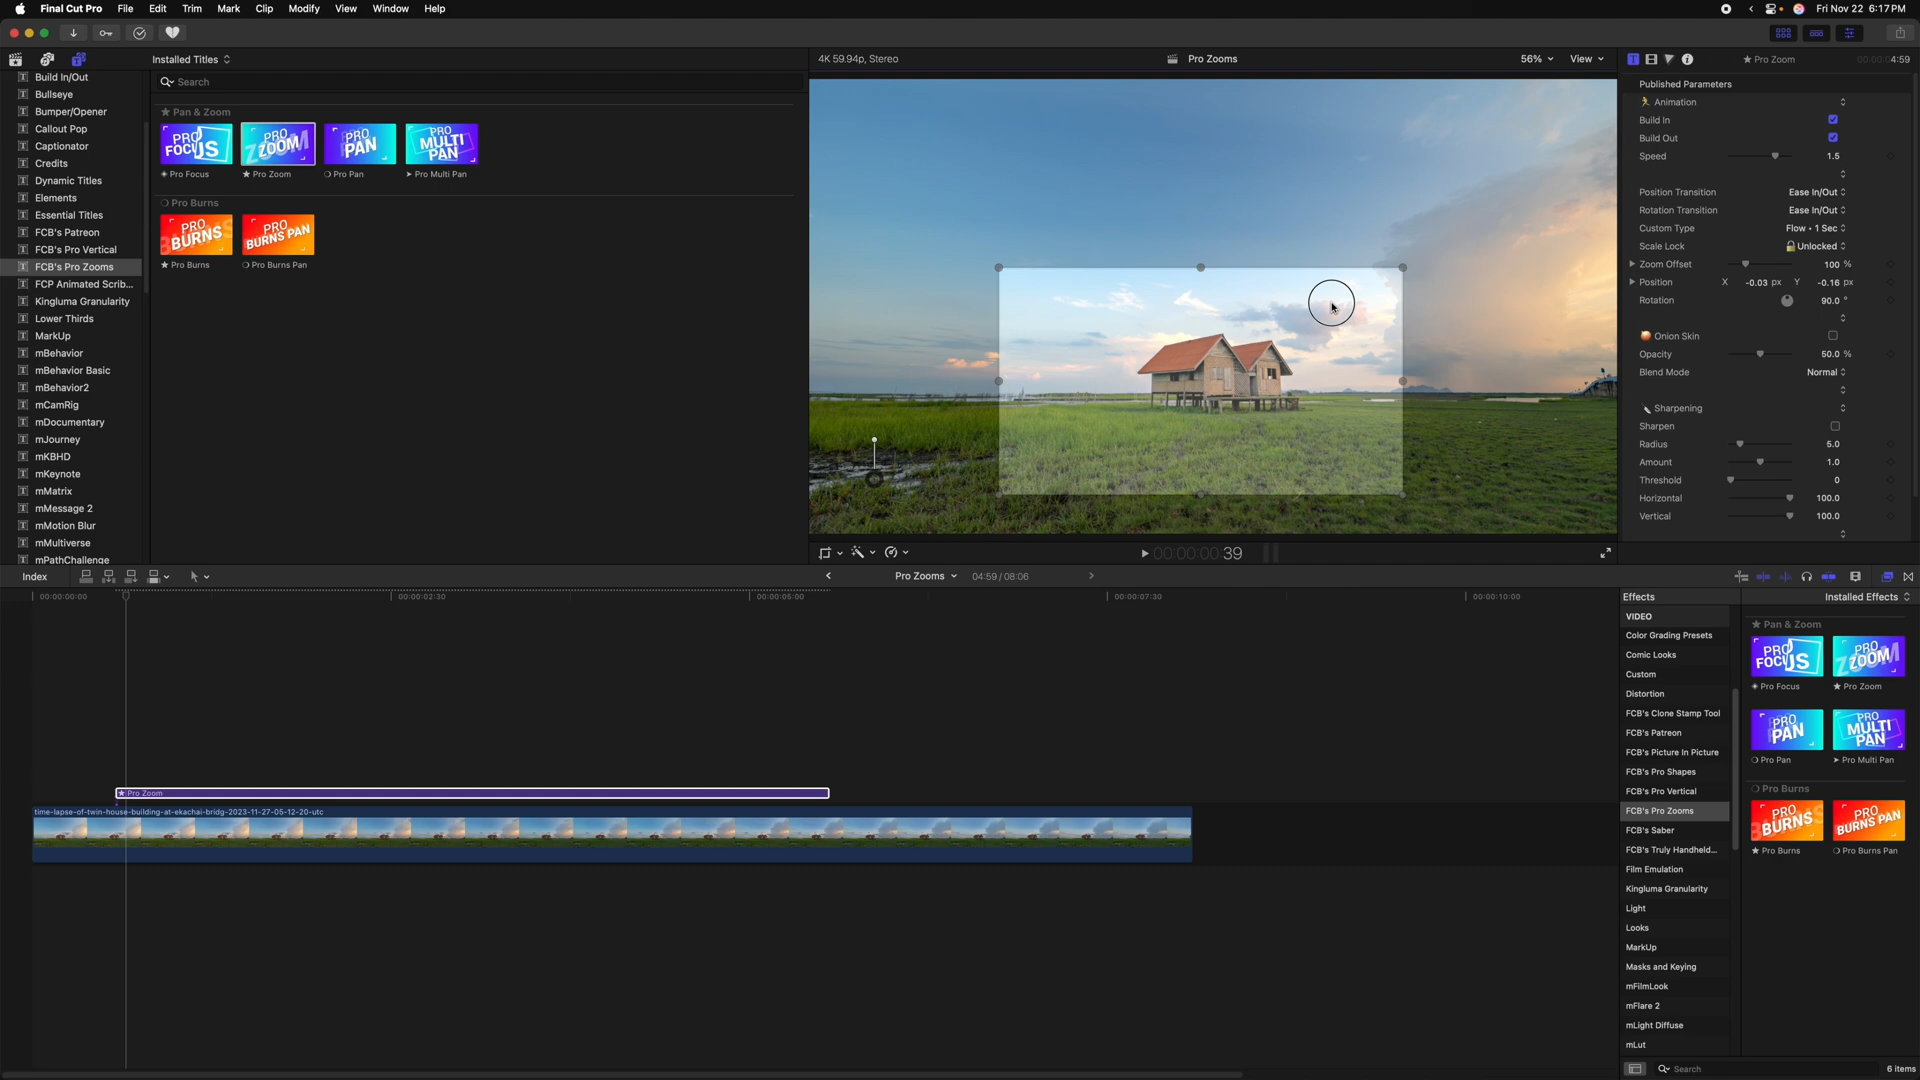 Final Cut Pro File Edit Trim Mark Clip Modify View Window Help
Fri Nov 22 6:17 PM
Installed Titles
4K 59.94p, Stereo
Pro Zooms
56%
View
Pro Zoom
4:59
Build In/Out
Bullseye
Bumper/Opener
Callout Pop
Captionator
Credits
Dynamic Titles
Elements
Essential Titles
FCB's Patreon
FCB's Pro Vertical
FCB's Pro Zooms
FCP Animated Scrib...
Kingluma Granularity
Lower Thirds
MarkUp
mBehavior
mBehavior Basic
mBehavior2
mCamRig
mDocumentary
mJourney
mKBHD
mKeynote
mMatrix
mMessage 2
mMotion Blur
mMultiverse
mPathChallenge
Search
Pan & Zoom
PRO FOCUS
PRO ZOOM
PRO PAN
PRO MULTI PAN
Pro Focus
Pro Zoom
Pro Pan
Pro Multi Pan
Pro Burns
PRO BURNS
PRO BURNS PAN
Pro Burns
Pro Burns Pan
Published Parameters
Animation
Build In
Build Out
Speed 1.5
Position Transition Ease In/Out
Rotation Transition Ease In/Out
Custom Type Flow • 1 Sec
Scale Lock Unlocked
Zoom Offset 100 %
Position X -0.03 px Y -0.16 px
Rotation 90.0 °
Onion Skin
Opacity 50.0 %
Blend Mode Normal
Sharpening
Sharpen
Radius 5.0
Amount 1.0
Threshold 0
Horizontal 100.0
Vertical 100.0
00:00:00:39
Index
Pro Zooms
04:59 / 08:06
00:00:00:00
00:00:02:30
00:00:05:00
00:00:07:30
00:00:10:00
Pro Zoom
time-lapse-of-twin-house-building-at-ekachai-bridg-2023-11-27-05-12-20-utc
Effects
Installed Effects
VIDEO
Color Grading Presets
Comic Looks
Custom
Distortion
FCB's Clone Stamp Tool
FCB's Patreon
FCB's Picture In Picture
FCB's Pro Shapes
FCB's Pro Vertical
FCB's Pro Zooms
FCB's Saber
FCB's Truly Handheld...
Film Emulation
Kingluma Granularity
Light
Looks
MarkUp
Masks and Keying
mFilmLook
mFlare 2
mLight Diffuse
mLut
Pan & Zoom
PRO FOCUS
PRO ZOOM
Pro Focus
Pro Zoom
PRO PAN
PRO MULTI PAN
Pro Pan
Pro Multi Pan
Pro Burns
PRO BURNS
PRO BURNS PAN
Pro Burns
Pro Burns Pan
Search
6 items